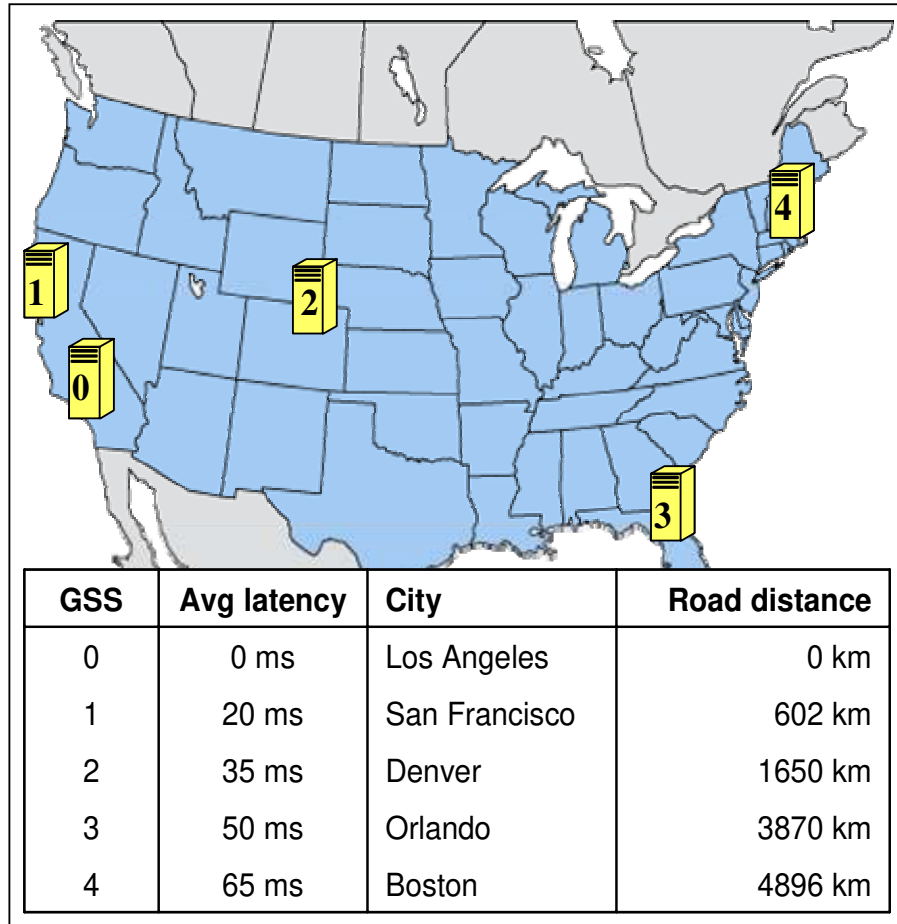 4
1
2
0
3
GSS Avg latency City Road distance
0 0 ms Los Angeles 0 km
1 20 ms San Francisco 602 km
2 35 ms Denver 1650 km
3 50 ms Orlando 3870 km
4 65 ms Boston 4896 km